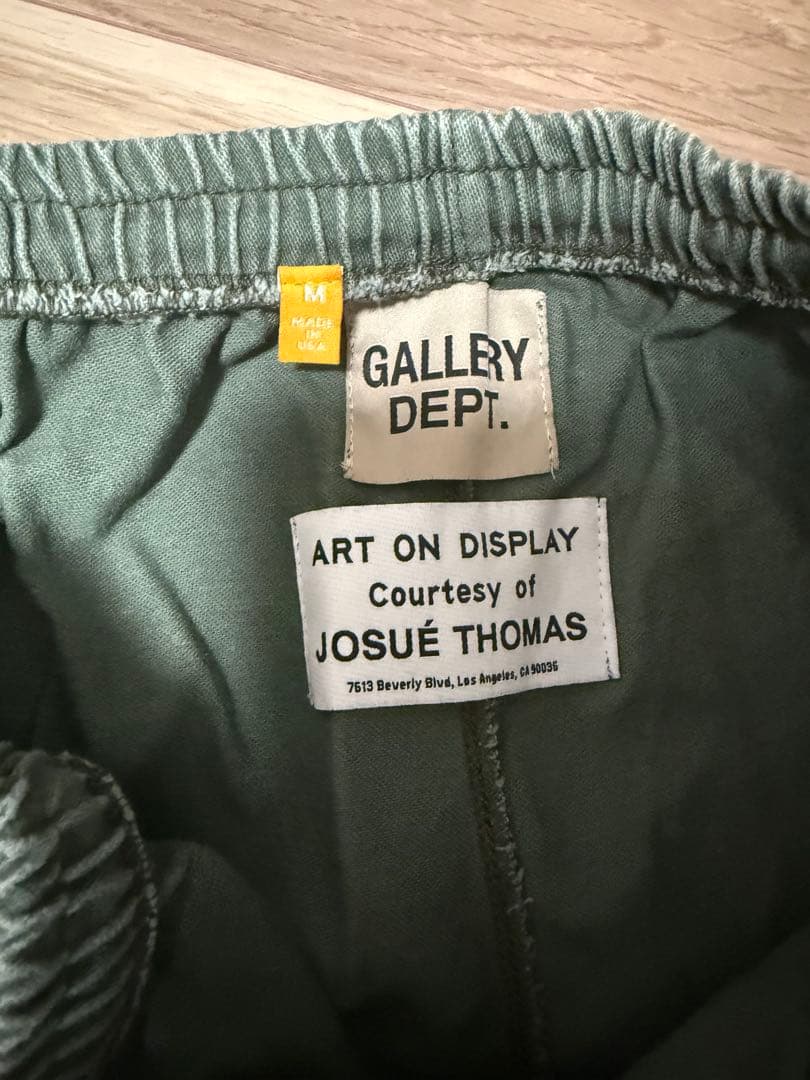 M
MADE
IN
USA
GALLERY
DEPT.
ART ON DISPLAY
Courtesy of
JOSUÉ THOMAS
7613 Beverly Blvd, Los Angeles, CA 90036